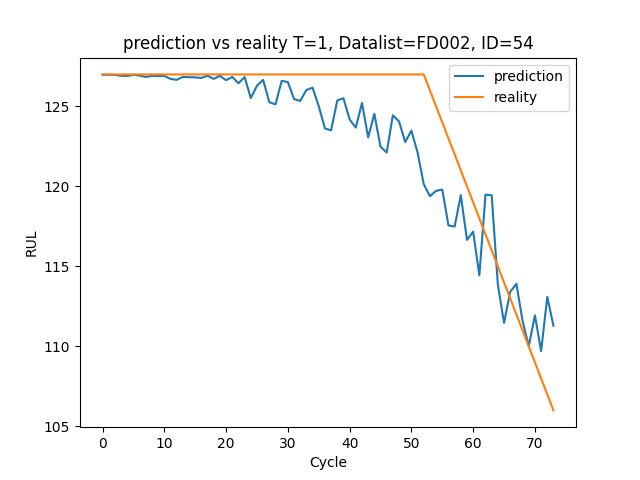 prediction vs reality T=1, Datalist=FD002, ID=54
prediction
reality
RUL
125
120
115
110
105
0 10 20 30 40 50 60 70
Cycle